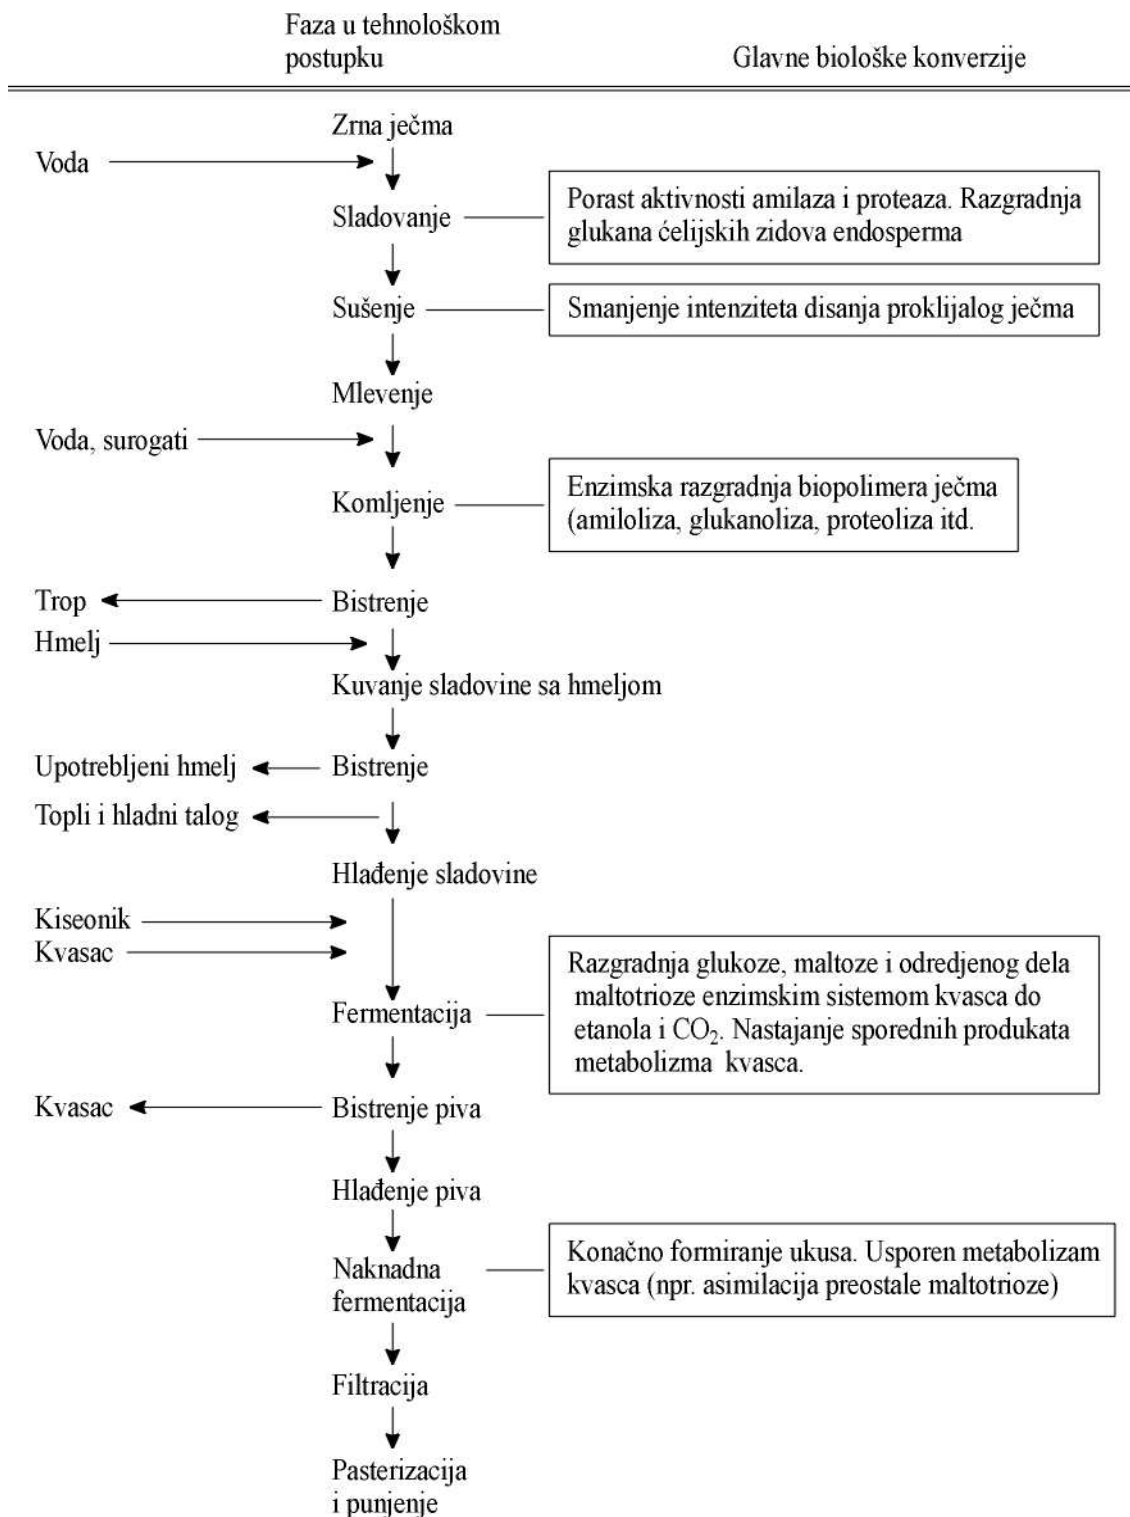 Faza u tehnološkom
postupku
Glavne biološke konverzije
Zrna ječma
Voda
Sladovanje
Porast aktivnosti amilaza i proteaza. Razgradnja
glukana ćelijskih zidova endosperma
Sušenje
Smanjenje intenziteta disanja proklijalog ječma
Mlevenje
Voda, surogati
Komljenje
Enzimska razgradnja biopolimera ječma
(amiloliza, glukanoliza, proteoliza itd.
Trop
Bistrenje
Hmelj
Kuvanje sladovine sa hmeljom
Upotrebljeni hmelj
Bistrenje
Topli i hladni talog
Hlađenje sladovine
Kiseonik
Kvasac
Fermentacija
Razgradnja glukoze, maltoze i odredjenog dela
maltotrioze enzimskim sistemom kvasca do
etanola i CO₂. Nastajanje sporednih produkata
metabolizma kvasca.
Kvasac
Bistrenje piva
Hlađenje piva
Naknadna
fermentacija
Konačno formiranje ukusa. Usporen metabolizam
kvasca (npr. asimilacija preostale maltotrioze)
Filtracija
Pasterizacija
i punjenje